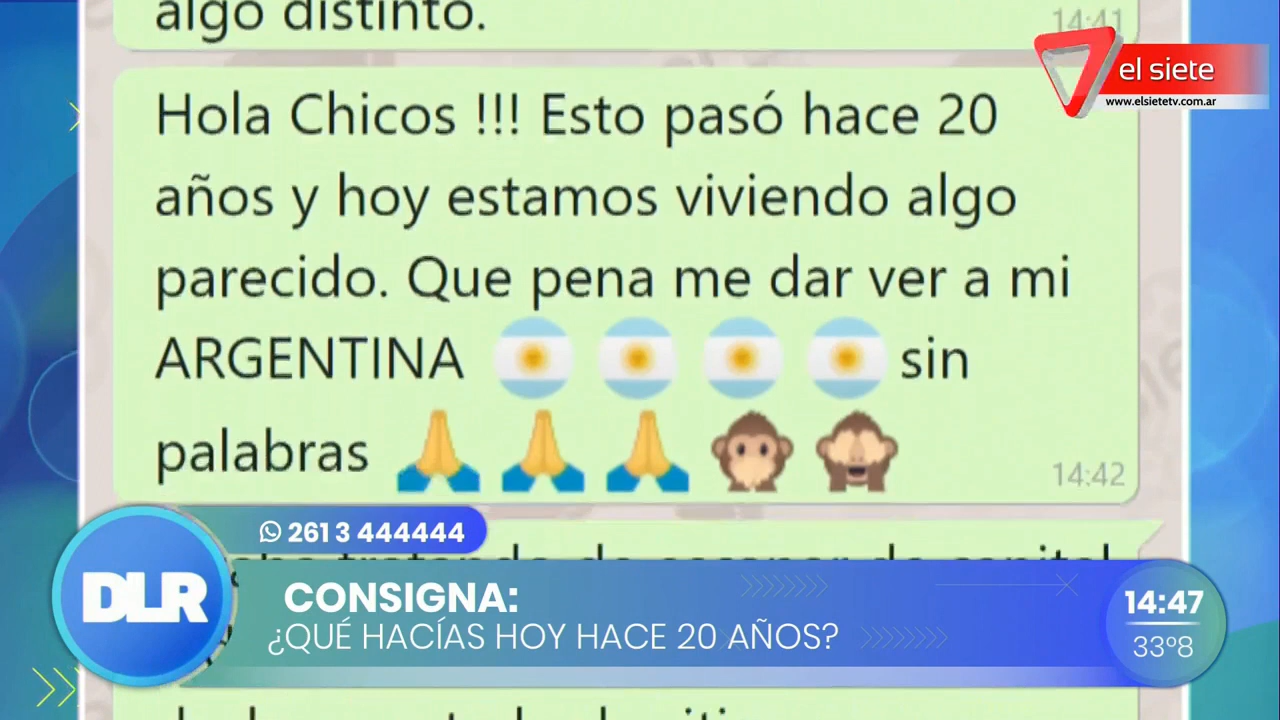 algo distinto.
14:41
el siete
www.elsietetv.com.ar
Hola Chicos !!! Esto pasó hace 20
años y hoy estamos viviendo algo
parecido. Que pena me dar ver a mi
ARGENTINA sin
palabras
14:42
261 3 444444
DLR
CONSIGNA:
¿QUÉ HACÍAS HOY HACE 20 AÑOS?
14:47
33º8